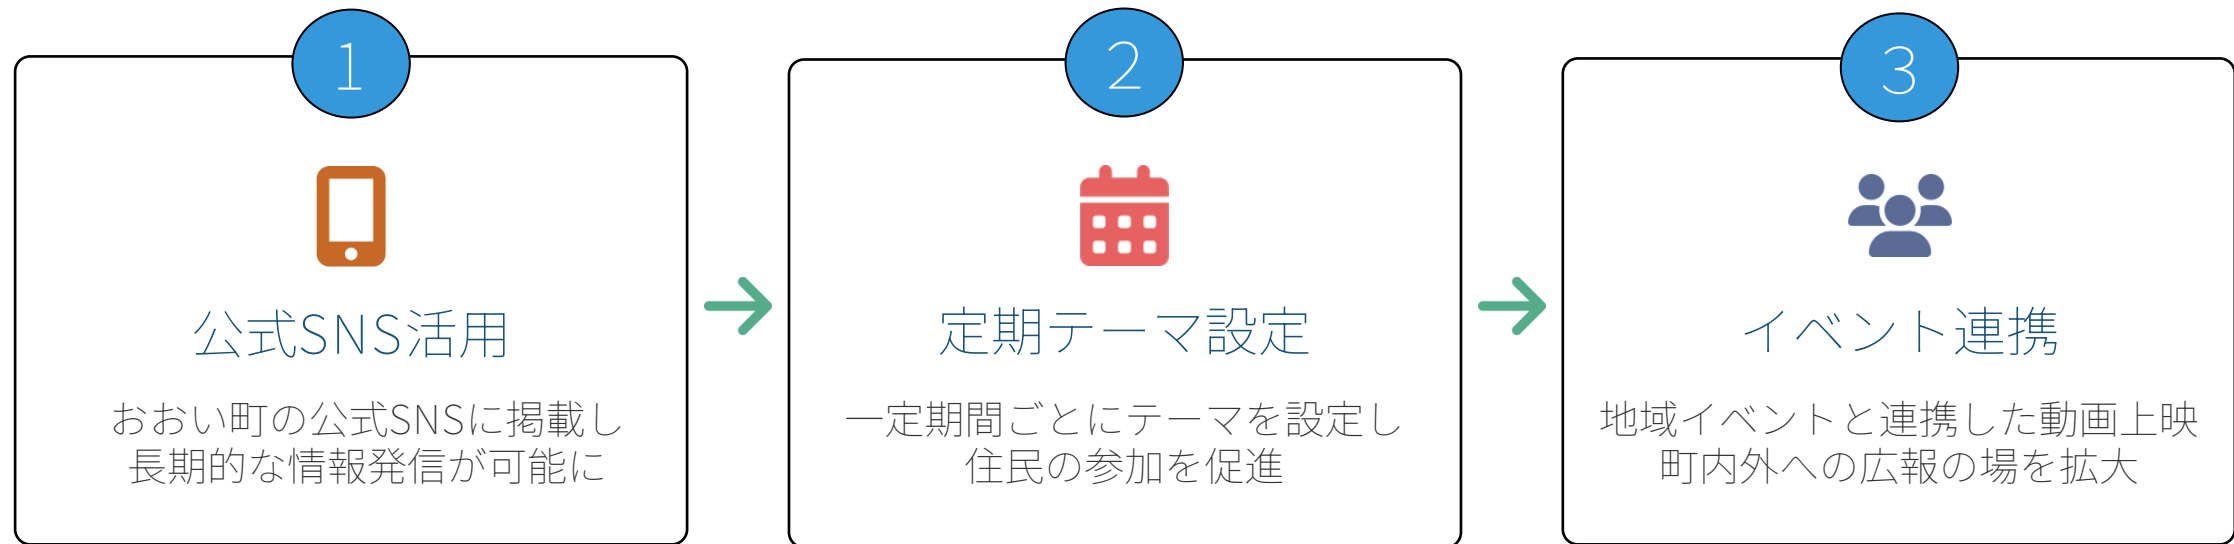 1
公式SNS活用
おおい町の公式SNSに掲載し
長期的な情報発信が可能に
2
定期テーマ設定
一定期間ごとにテーマを設定し
住民の参加を促進
3
イベント連携
地域イベントと連携した動画上映
町内外への広報の場を拡大